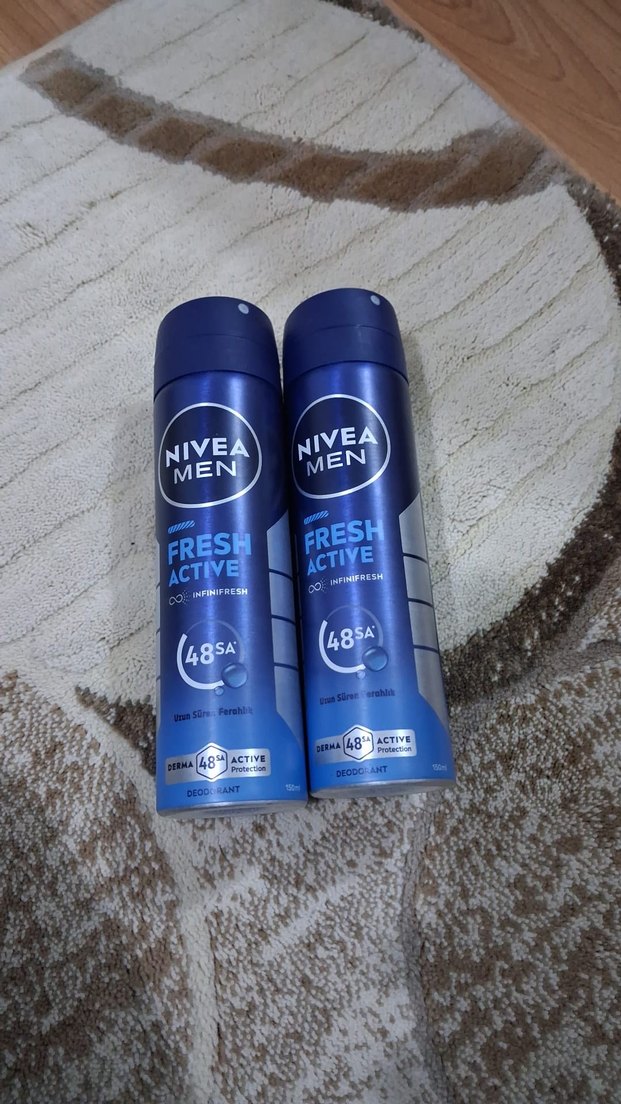 NIVEA
MEN
FRESH
ACTIVE
INFINIFRESH
48SA*
Uzun Süren Ferahlık
DERMA 48SA ACTIVE
Protection
DEODORANT
150ml
NIVEA
MEN
FRESH
ACTIVE
INFINIFRESH
48SA*
Uzun Süren Ferahlık
DERMA 48SA ACTIVE
Protection
DEODORANT
150ml